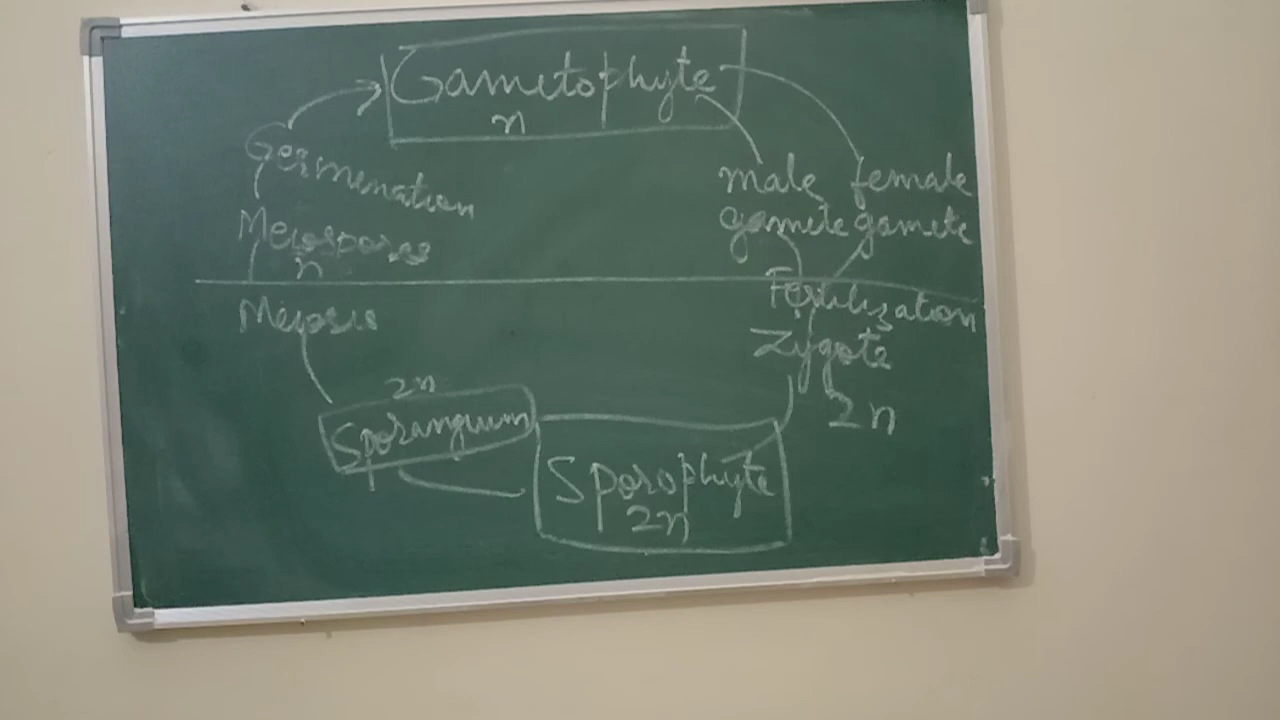 Gametophyte
n
Germination
male female
gamete gamete
Meiospores
n
Meiosis
Fertilization
Zygote
2n
2n
Sporangium
Sporophyte
2n